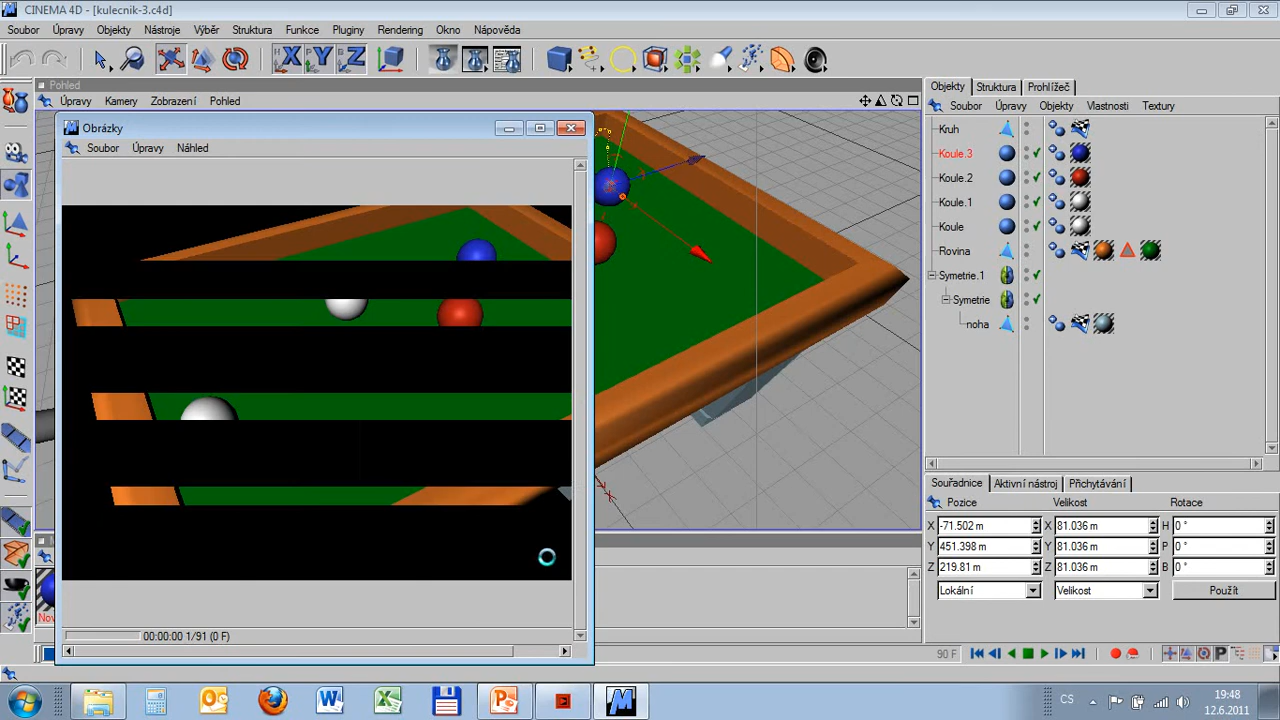 CINEMA 4D - [kulecnik-3.c4d]
Soubor Úpravy Objekty Nástroje Výběr Struktura Funkce Pluginy Rendering Okno Nápověda
X Y Z
Pohled
Úpravy Kamery Zobrazení Pohled
Obrázky
Soubor Úpravy Náhled
00:00:00 1/91 (0 F)
Objekty Struktura Prohlížeč
Soubor Úpravy Objekty Vlastnosti Textury
Kruh
Koule.3
Koule.2
Koule.1
Koule
Rovina
Symetrie.1
Symetrie
noha
Souřadnice Aktivní nástroj Přichytávání
Pozice Velikost Rotace
X -71.502 m X 81.036 m H 0 °
Y 451.398 m Y 81.036 m P 0 °
Z 219.81 m Z 81.036 m B 0 °
Lokální Velikost Použít
90 F
P
CS
19:48
12.6.2011